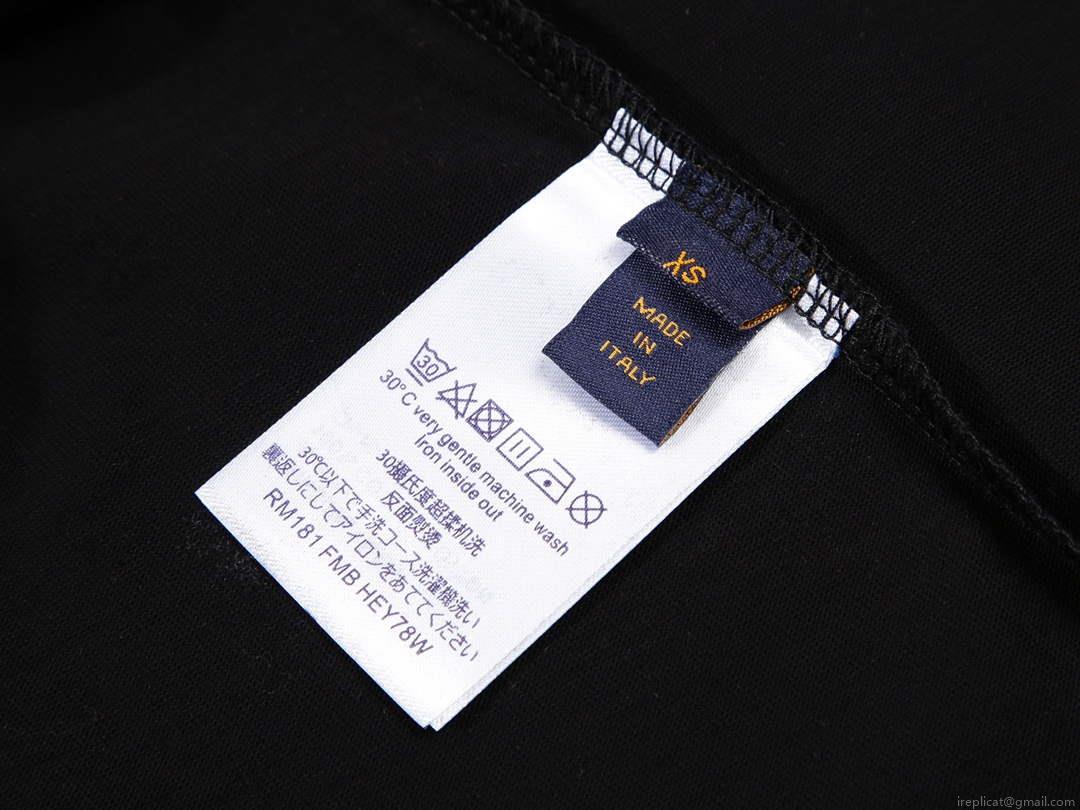 XS
MADE
IN
ITALY
30
30°C very gentle machine wash
Iron inside out
30摄氏度超揉机洗
反面熨烫
30℃以下で手洗コース洗濯機洗い
裏返しにしてアイロンをあててください
RM181 FMB HEY78W
ireplicat@gmail.com